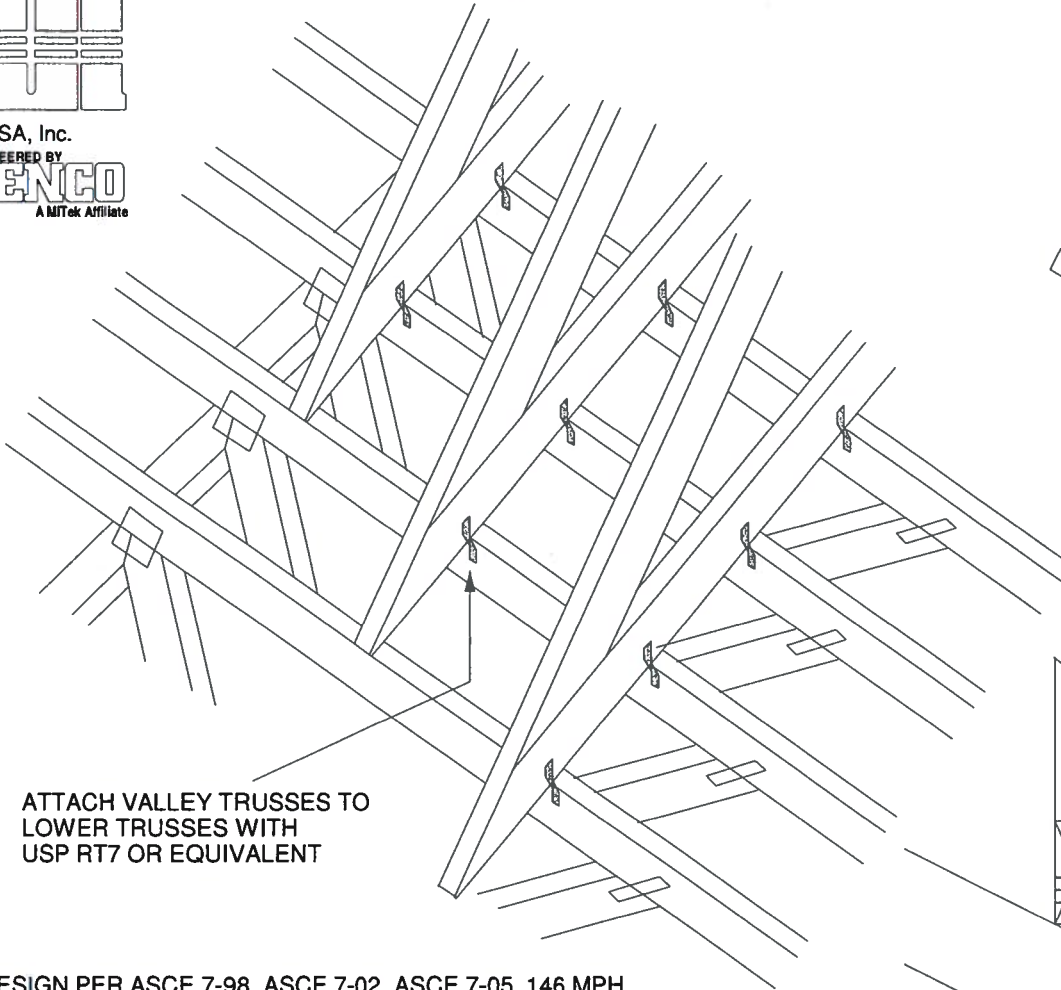 SA, Inc.
EERED BY
ENCO
A MiTek Affiliate
ATTACH VALLEY TRUSSES TO
LOWER TRUSSES WITH
USP RT7 OR EQUIVALENT
ESIGN PER ASCE 7-98, ASCE 7-02, ASCE 7-05 146 MPH